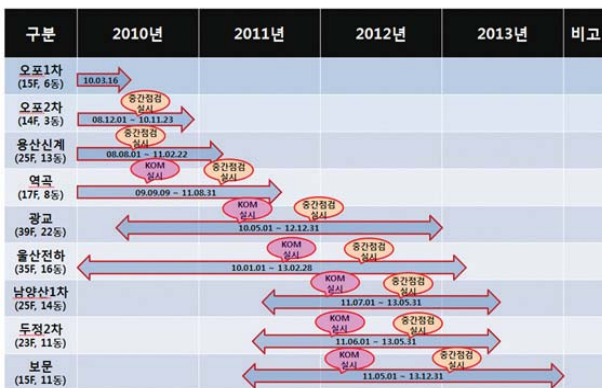 구분 2010년 2011년 2012년 2013년 비고
오포1차
(15F, 6동)
10.03.16
오포2차
(14F, 3동)
중간점검
실시
08.12.01 ~ 10.11.23
용산신계
(25F, 13동)
중간점검
실시
08.08.01 ~ 11.02.22
역곡
(17F, 8동)
KOM
실시
중간점검
실시
09.09.09 ~ 11.08.31
광교
(39F, 22동)
KOM
실시
중간점검
실시
10.05.01 ~ 12.12.31
울산전하
(35F, 16동)
KOM
실시
중간점검
실시
10.01.01 ~ 13.02.28
남양산1차
(25F, 14동)
KOM
실시
중간점검
실시
11.07.01 ~ 13.05.31
두정2차
(23F, 11동)
KOM
실시
중간점검
실시
11.06.01 ~ 13.05.31
보문
(15F, 11동)
KOM
실시
중간점검
실시
11.05.01 ~ 13.12.31